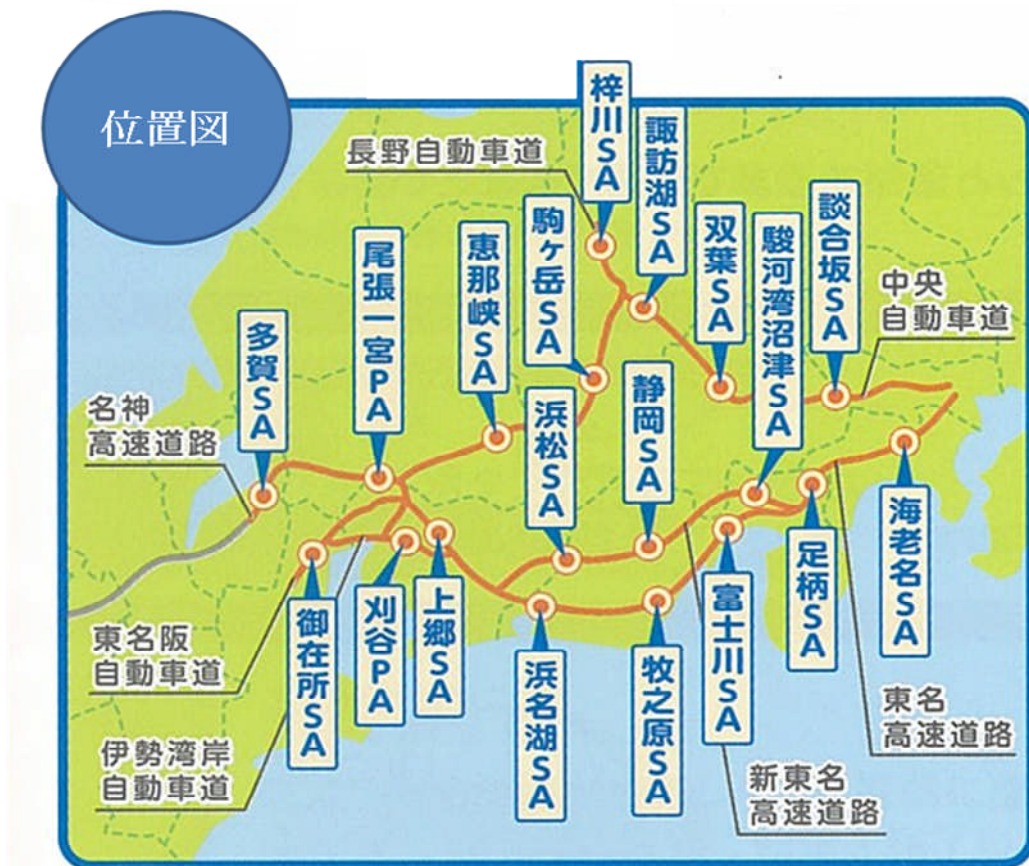 位置図
長野自動車道
梓川SA
諏訪湖SA
駒ヶ岳SA
恵那峡SA
尾張一宮PA
多賀SA
双葉SA
駿河湾沼津SA
談合坂SA
中央
自動車道
名神
高速道路
浜松SA
静岡SA
東名阪
自動車道
伊勢湾岸
自動車道
御在所SA
刈谷PA
上郷SA
浜名湖SA
牧之原SA
富士川SA
足柄SA
海老名SA
新東名
高速道路
東名
高速道路